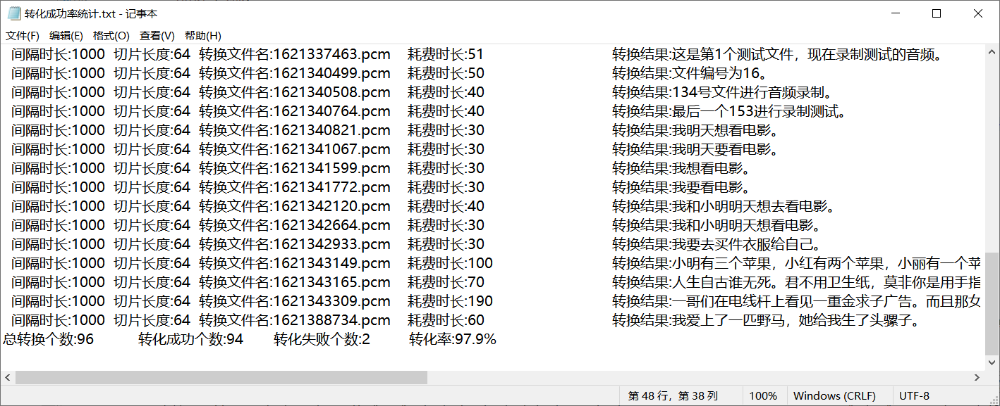 转化成功率统计.txt - 记事本
文件(F) 编辑(E) 格式(O) 查看(V) 帮助(H)
间隔时长:1000 切片长度:64 转换文件名:1621337463.pcm 耗费时长:51 转换结果:这是第1个测试文件，现在录制测试的音频。
间隔时长:1000 切片长度:64 转换文件名:1621340499.pcm 耗费时长:50 转换结果:文件编号为16。
间隔时长:1000 切片长度:64 转换文件名:1621340508.pcm 耗费时长:40 转换结果:134号文件进行音频录制。
间隔时长:1000 切片长度:64 转换文件名:1621340764.pcm 耗费时长:40 转换结果:最后一个153进行录制测试。
间隔时长:1000 切片长度:64 转换文件名:1621340821.pcm 耗费时长:30 转换结果:我明天想看电影。
间隔时长:1000 切片长度:64 转换文件名:1621341067.pcm 耗费时长:30 转换结果:我明天要看电影。
间隔时长:1000 切片长度:64 转换文件名:1621341599.pcm 耗费时长:30 转换结果:我想看电影。
间隔时长:1000 切片长度:64 转换文件名:1621341772.pcm 耗费时长:30 转换结果:我要看电影。
间隔时长:1000 切片长度:64 转换文件名:1621342120.pcm 耗费时长:40 转换结果:我和小明明天想去看电影。
间隔时长:1000 切片长度:64 转换文件名:1621342664.pcm 耗费时长:30 转换结果:我和小明明天想看电影。
间隔时长:1000 切片长度:64 转换文件名:1621342933.pcm 耗费时长:30 转换结果:我要去买件衣服给自己。
间隔时长:1000 切片长度:64 转换文件名:1621343149.pcm 耗费时长:100 转换结果:小明有三个苹果，小红有两个苹果，小丽有一个苹
间隔时长:1000 切片长度:64 转换文件名:1621343165.pcm 耗费时长:70 转换结果:人生自古谁无死。君不用卫生纸，莫非你是用手指
间隔时长:1000 切片长度:64 转换文件名:1621343309.pcm 耗费时长:190 转换结果:一哥们在电线杆上看见一重金求子广告。而且那女
间隔时长:1000 切片长度:64 转换文件名:1621388734.pcm 耗费时长:60 转换结果:我爱上了一匹野马，她给我生了头骡子。
总转换个数:96 转化成功个数:94 转化失败个数:2 转化率:97.9%
第 48 行，第 38 列 100% Windows (CRLF) UTF-8